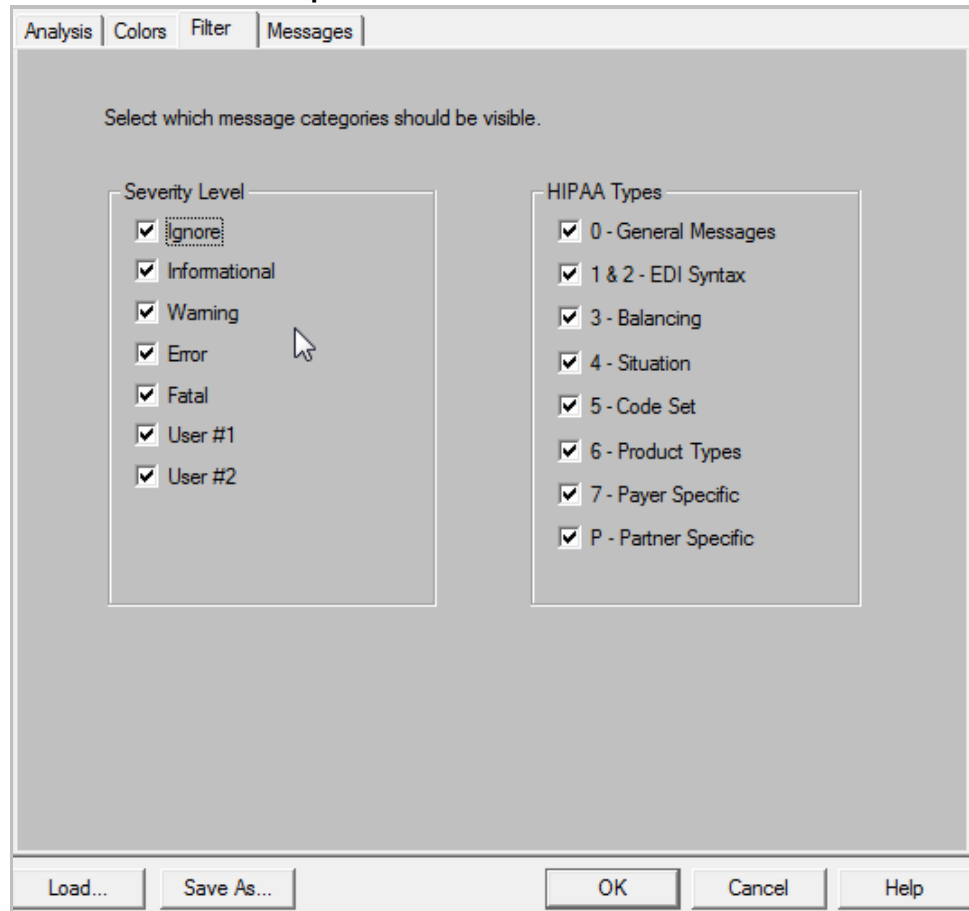 Analysis Colors Filter Messages
Select which message categories should be visible.
Severity Level
Ignore
Informational
Warning
Error
Fatal
User #1
User #2
HIPAA Types
0 - General Messages
1 & 2 - EDI Syntax
3 - Balancing
4 - Situation
5 - Code Set
6 - Product Types
7 - Payer Specific
P - Partner Specific
Load... Save As... OK Cancel Help